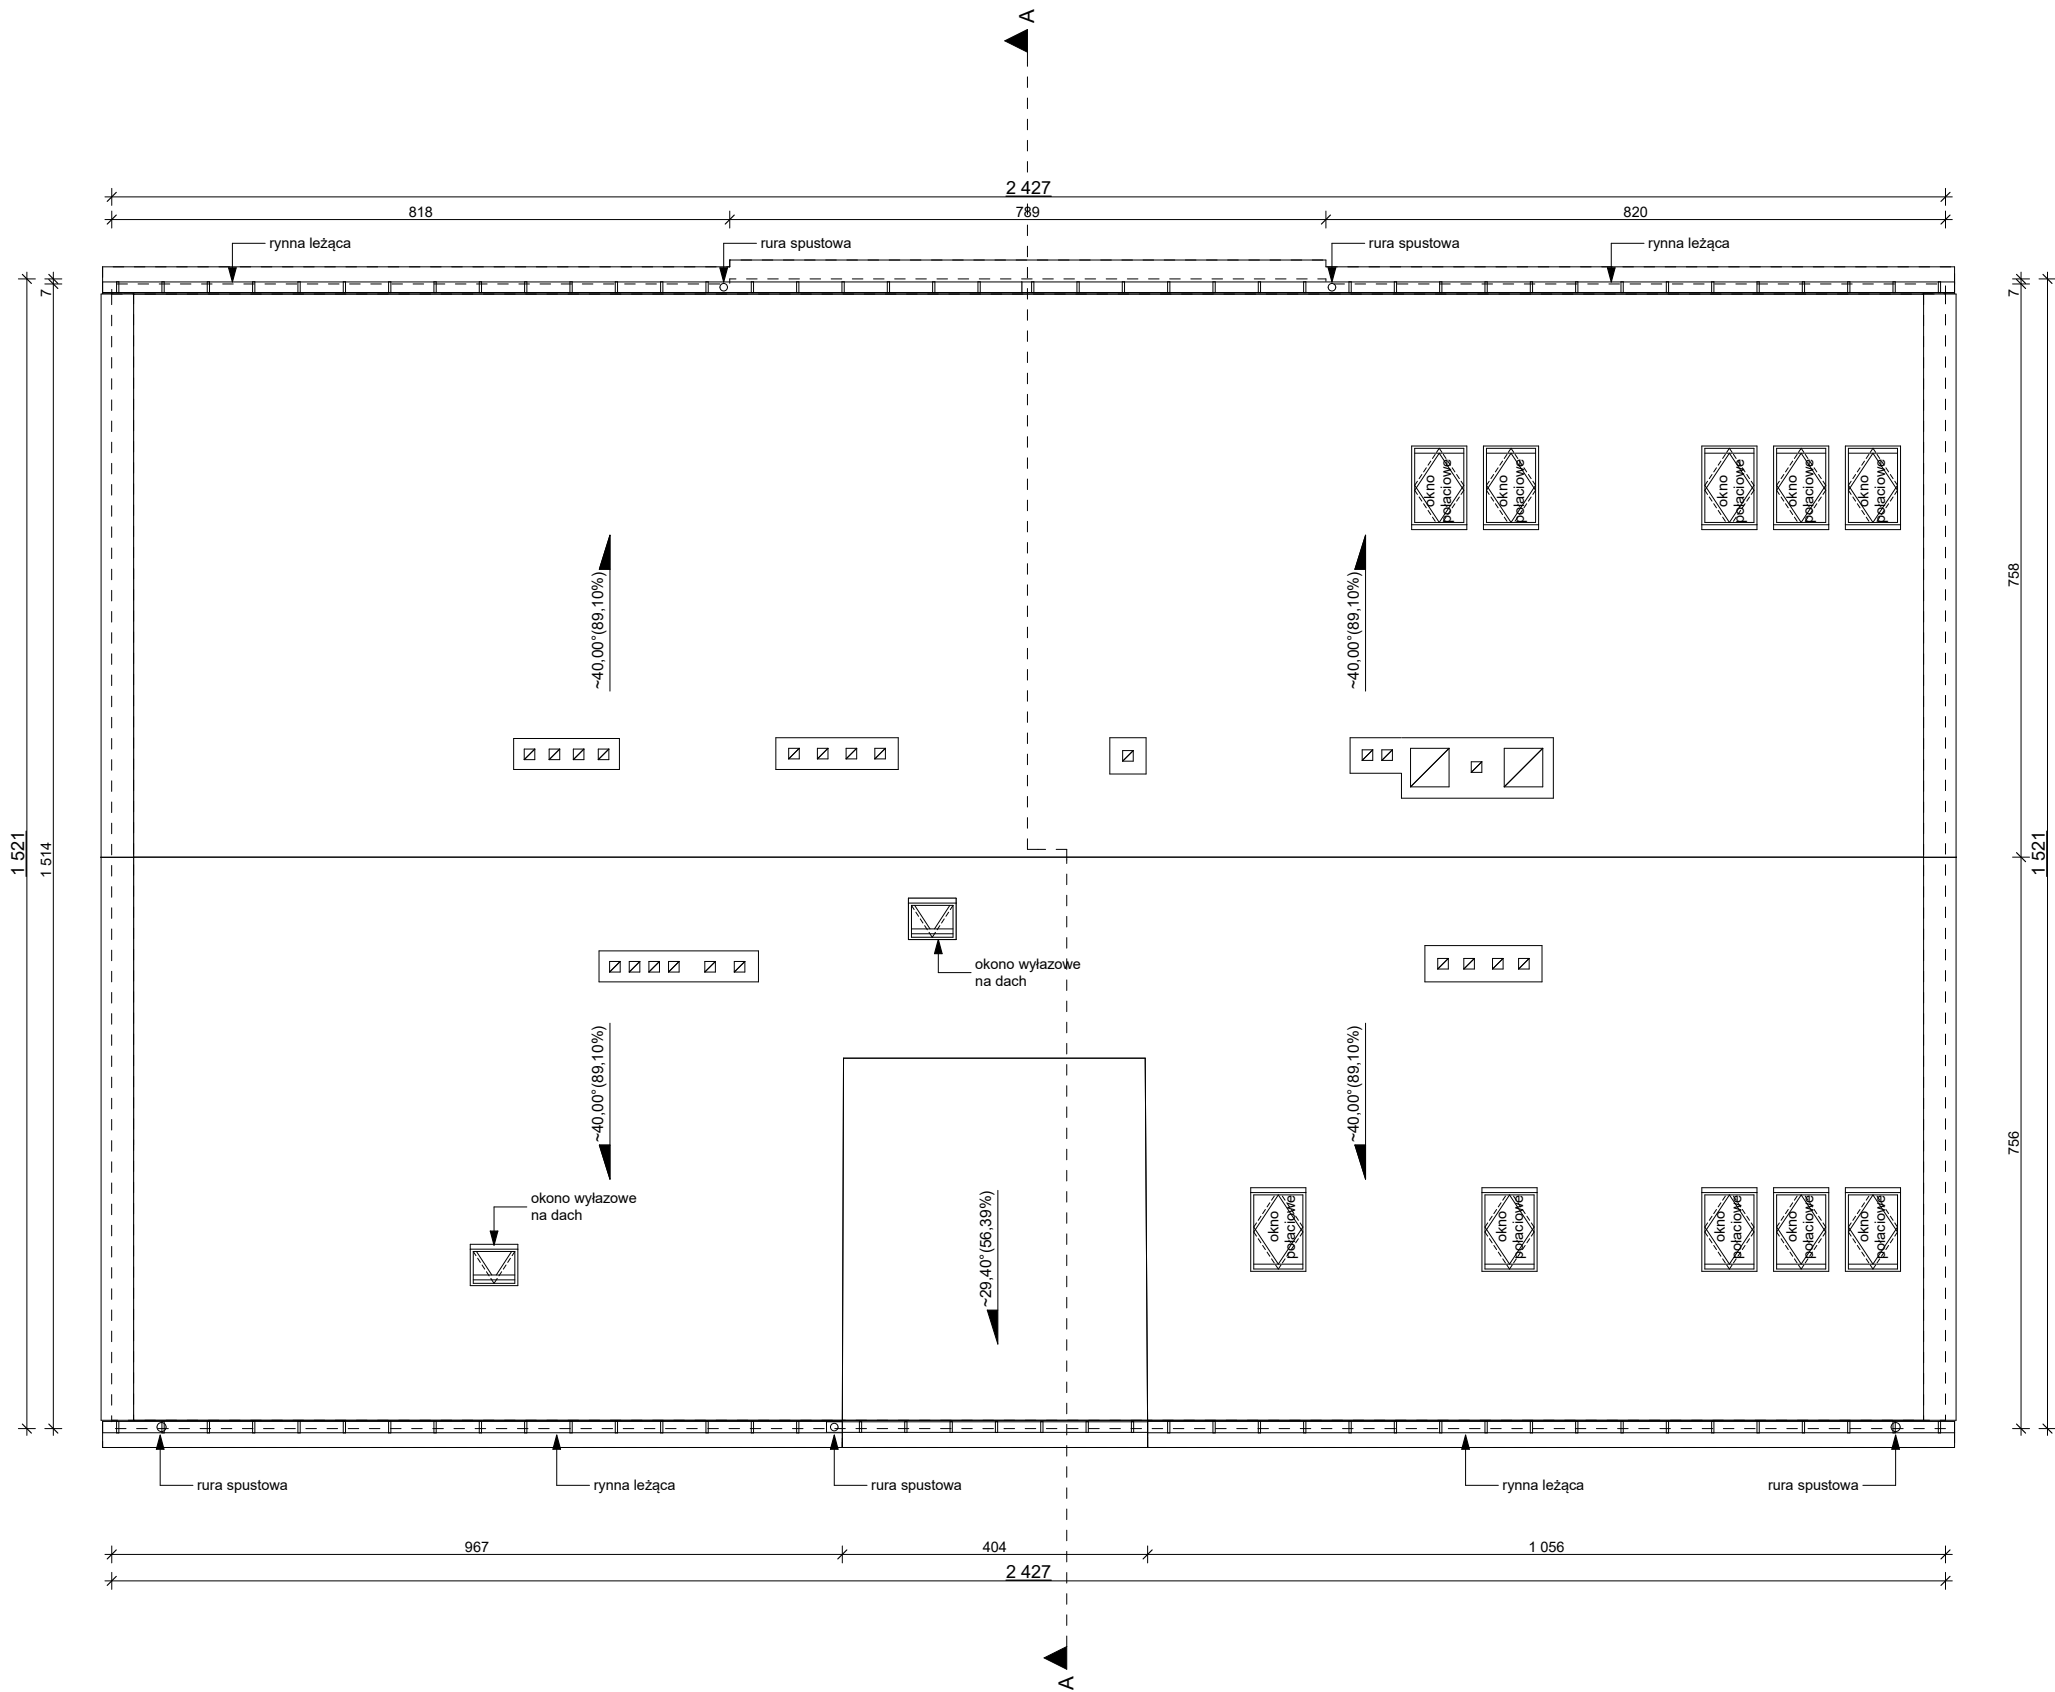 A
2 427
818
789
820
rynna leżąca
rura spustowa
rura spustowa
rynna leżąca
7
7
okno
połaciowe
okno
połaciowe
okno
połaciowe
okno
połaciowe
okno
połaciowe
758
~40,00°(89,10%)
~40,00°(89,10%)
1 521
1 514
1 521
okono wyłazowe
na dach
~40,00°(89,10%)
~40,00°(89,10%)
756
okono wyłazowe
na dach
~29,40°(56,39%)
okno
połaciowe
okno
połaciowe
okno
połaciowe
okno
połaciowe
okno
połaciowe
rura spustowa
rynna leżąca
rura spustowa
rynna leżąca
rura spustowa
967
404
1 056
2 427
A